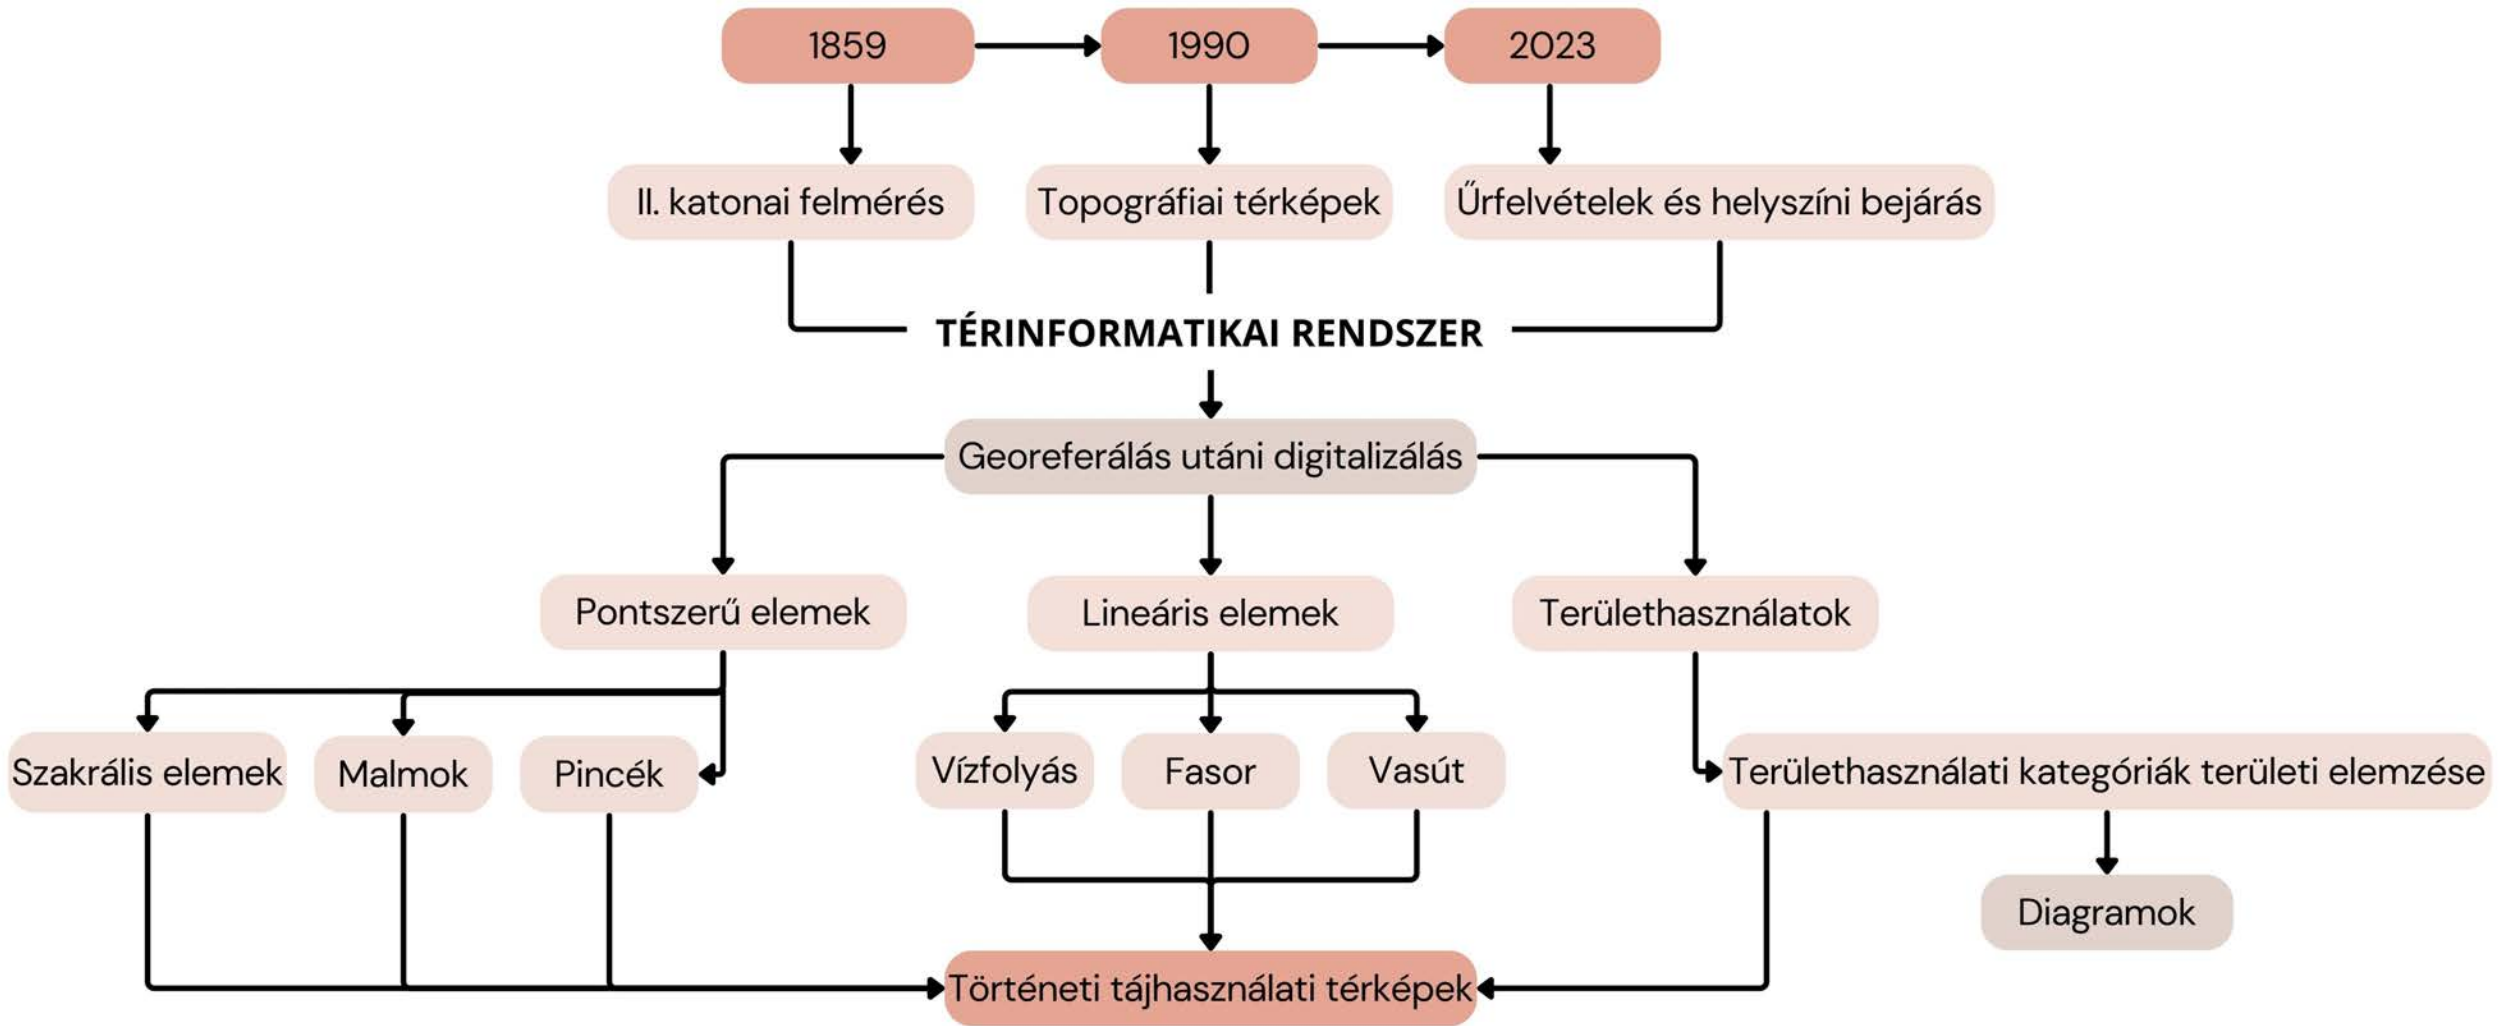 1859
1990
2023
II. katonai felmérés
Topográfiai térképek
Űrfelvételek és helyszíni bejárás
TÉRINFORMATIKAI RENDSZER
Georeferálás utáni digitalizálás
Pontszerű elemek
Lineáris elemek
Területhasználatok
Szakrális elemek
Malmok
Pincék
Vízfolyás
Fasor
Vasút
Területhasználati kategóriák területi elemzése
Diagramok
Történeti tájhasználati térképek